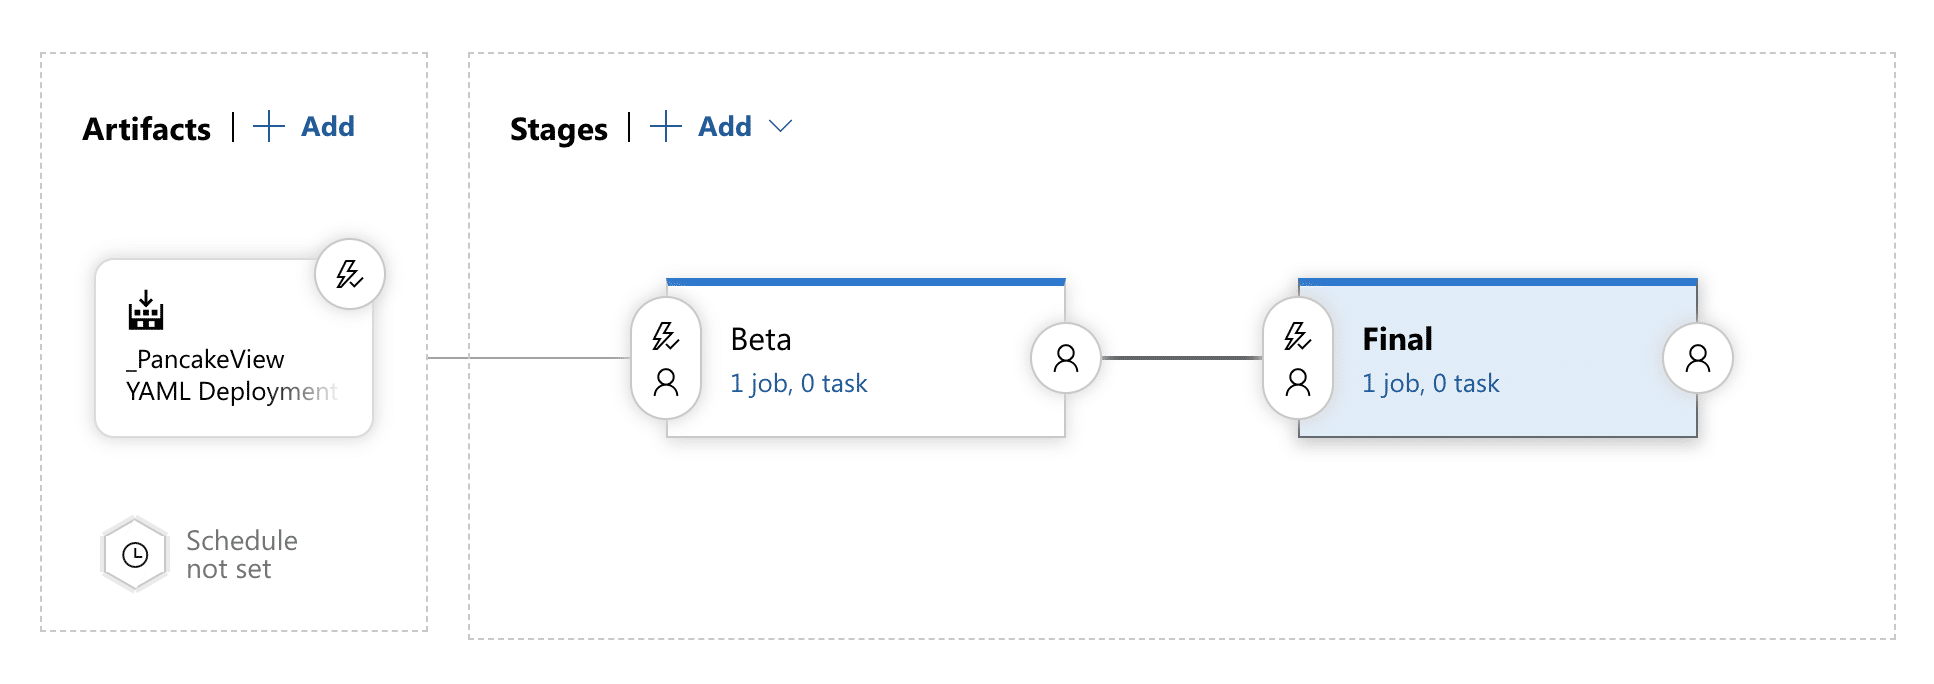 Artifacts | + Add
Stages | + Add
_PancakeView
YAML Deployment
Beta
1 job, 0 task
Final
1 job, 0 task
Schedule
not set